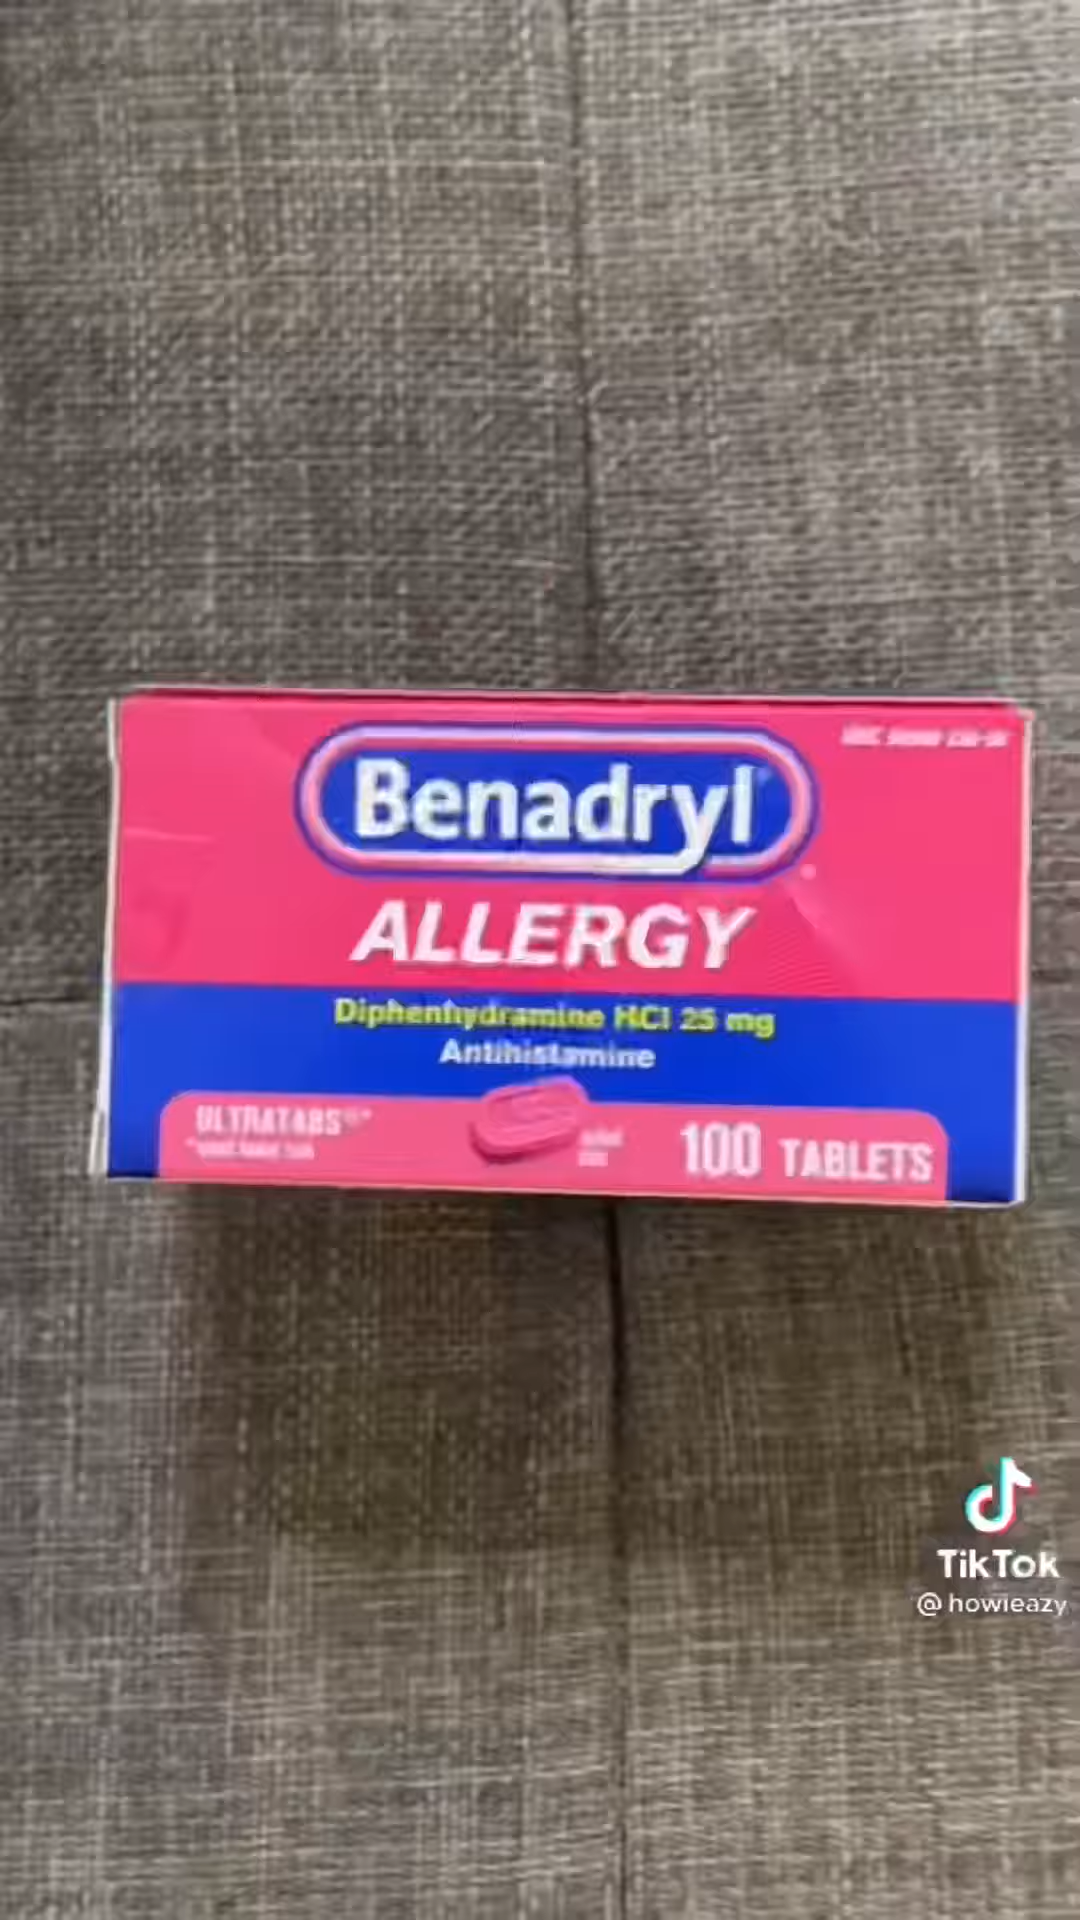 Benadryl
ALLERGY
Diphenhydramine HCl 25 mg
Antihistamine
ULTRATABS®*
100 TABLETS
TikTok
@howieazy